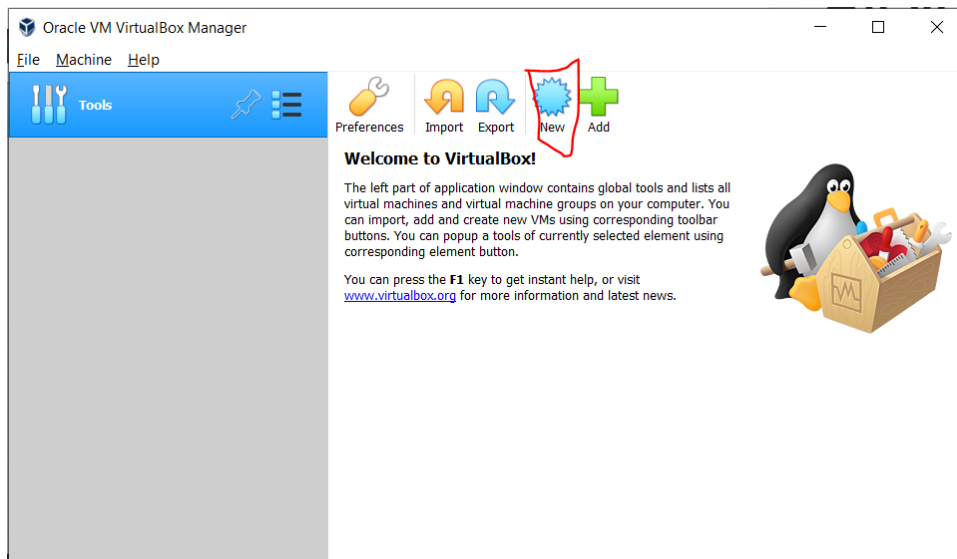 Oracle VM VirtualBox Manager
File Machine Help
Tools
Preferences Import Export New Add
Welcome to VirtualBox!
The left part of application window contains global tools and lists all
virtual machines and virtual machine groups on your computer. You
can import, add and create new VMs using corresponding toolbar
buttons. You can popup a tools of currently selected element using
corresponding element button.
You can press the F1 key to get instant help, or visit
www.virtualbox.org for more information and latest news.